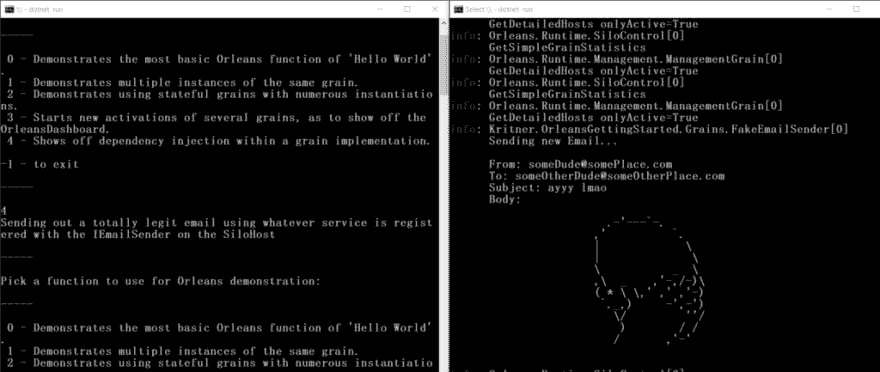 \\. - dotnet run
-----
0 - Demonstrates the most basic Orleans function of 'Hello World'
.
1 - Demonstrates multiple instances of the same grain.
2 - Demonstrates using stateful grains with numerous instantiatio
ns.
3 - Starts new activations of several grains, as to show off the
OrleansDashboard.
4 - Shows off dependency injection within a grain implementation.
-1 - to exit
-----
4
Sending out a totally legit email using whatever service is regist
ered with the IEmailSender on the SiloHost
-----
Pick a function to use for Orleans demonstration:
-----
0 - Demonstrates the most basic Orleans function of 'Hello World'
.
1 - Demonstrates multiple instances of the same grain.
2 - Demonstrates using stateful grains with numerous instantiatio
Select \\. - dotnet run
GetDetailedHosts onlyActive=True
info: Orleans.Runtime.SiloControl[0]
GetSimpleGrainStatistics
info: Orleans.Runtime.Management.ManagementGrain[0]
GetDetailedHosts onlyActive=True
info: Orleans.Runtime.SiloControl[0]
GetSimpleGrainStatistics
info: Orleans.Runtime.Management.ManagementGrain[0]
GetDetailedHosts onlyActive=True
info: Kritner.OrleansGettingStarted.Grains.FakeEmailSender[0]
Sending new Email...
From: someDude@somePlace.com
To: someOtherDude@someOtherPlace.com
Subject: ayyy lmao
Body: